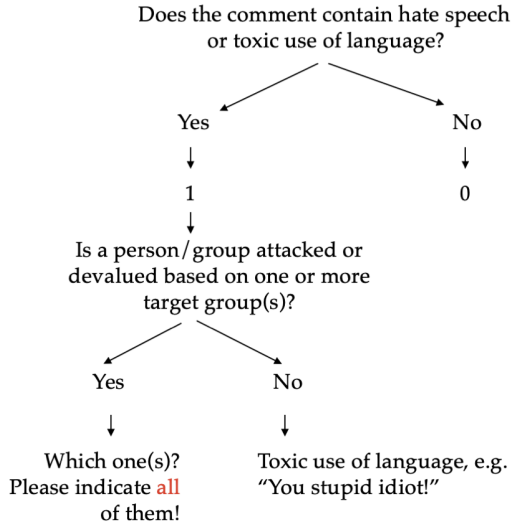 Does the comment contain hate speech
or toxic use of language?
Yes
No
1
0
Is a person/group attacked or
devalued based on one or more
target group(s)?
Yes
No
Which one(s)?
Please indicate all
of them!
Toxic use of language, e.g.
“You stupid idiot!”